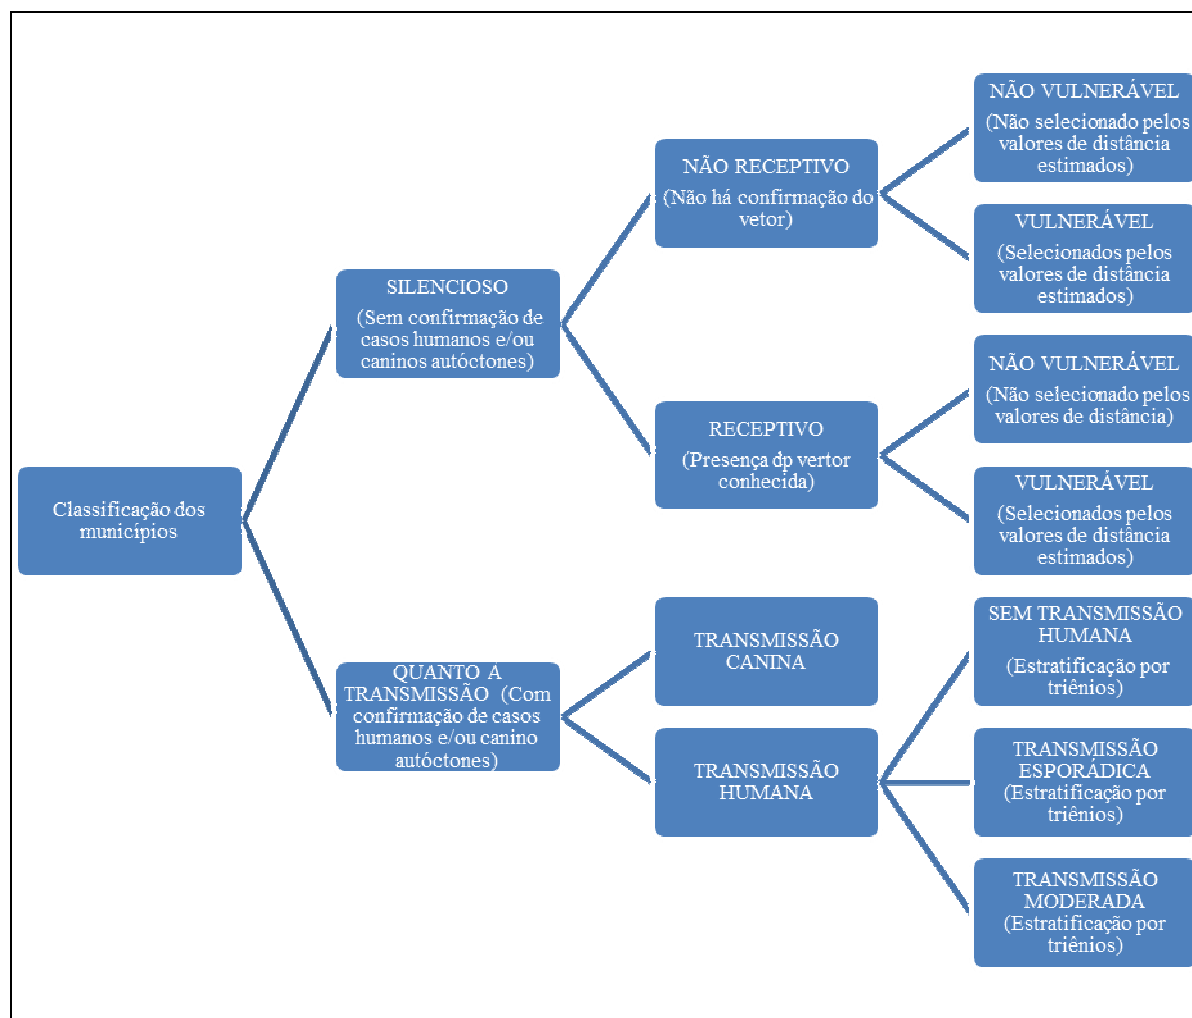 Classificação dos
municípios
SILENCIOSO
(Sem confirmação de
casos humanos e/ou
caninos autóctones)
QUANTO À
TRANSMISSÃO (Com
confirmação de casos
humanos e/ou canino
autóctones)
NÃO RECEPTIVO
(Não há confirmação do
vetor)
RECEPTIVO
(Presença dp vertor
conhecida)
TRANSMISSÃO
CANINA
TRANSMISSÃO
HUMANA
NÃO VULNERÁVEL
(Não selecionado pelos
valores de distância
estimados)
VULNERÁVEL
(Selecionados pelos
valores de distância
estimados)
NÃO VULNERÁVEL
(Não selecionado pelos
valores de distância)
VULNERÁVEL
(Selecionados pelos
valores de distância
estimados)
SEM TRANSMISSÃO
HUMANA
(Estratificação por
triênios)
TRANSMISSÃO
ESPORÁDICA
(Estratificação por
triênios)
TRANSMISSÃO
MODERADA
(Estratificação por
triênios)